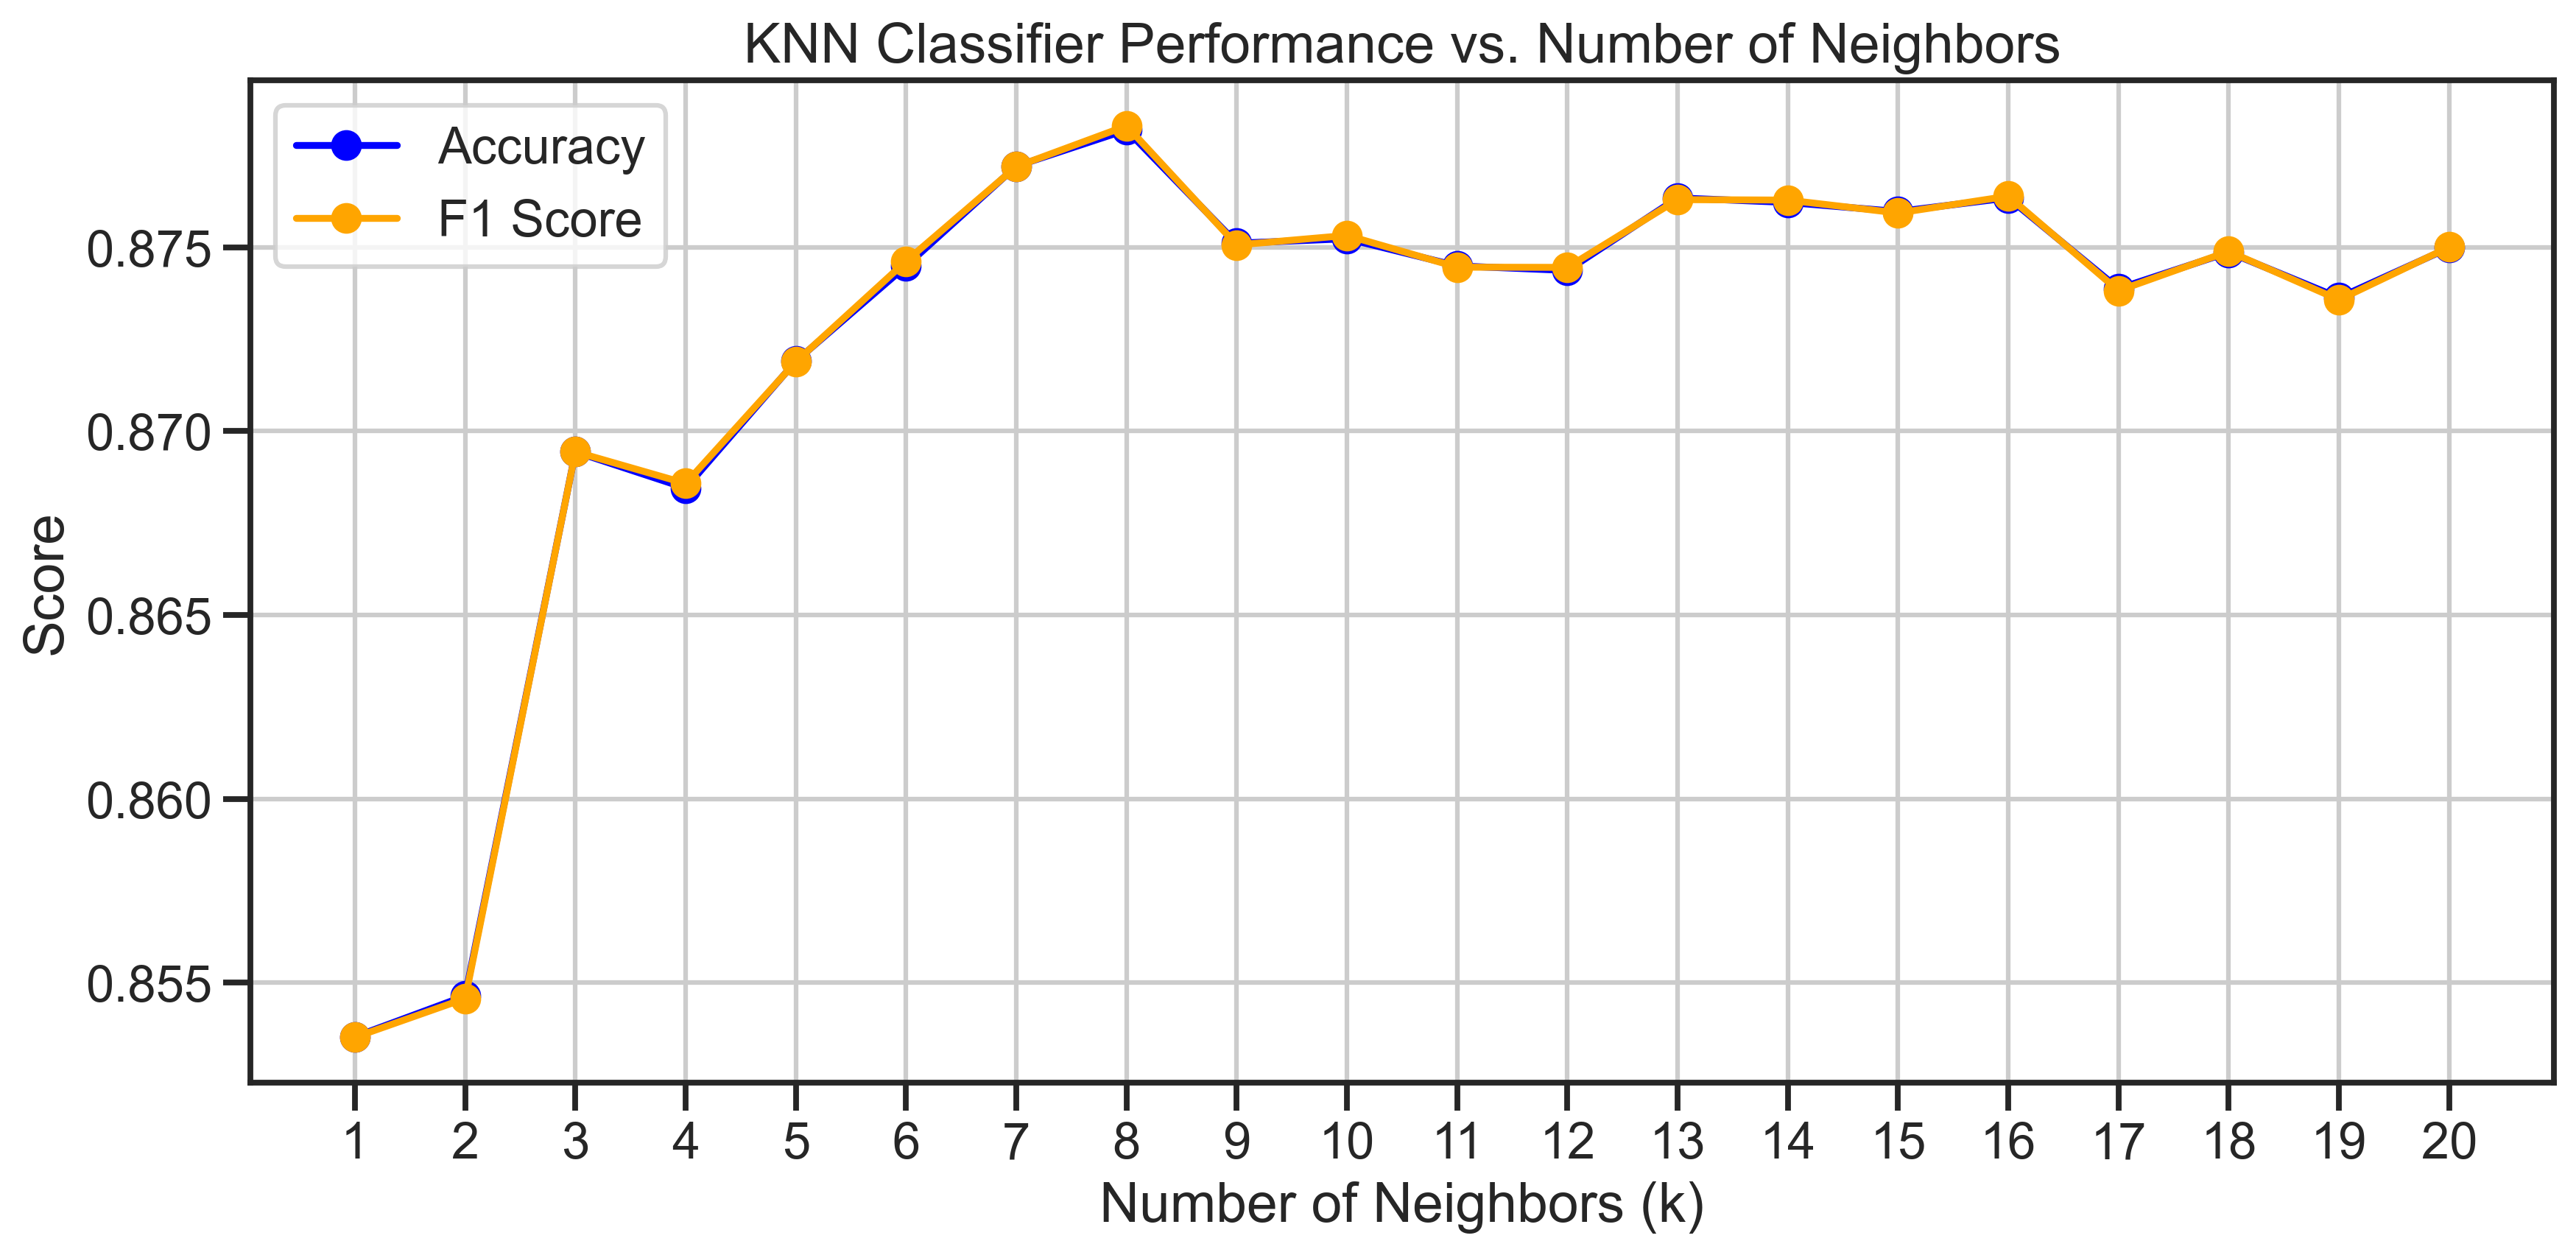 KNN Classifier Performance vs. Number of Neighbors
Accuracy
F1 Score
0.875
0.870
0.865
0.860
0.855
Score
1 2 3 4 5 6 7 8 9 10 11 12 13 14 15 16 17 18 19 20
Number of Neighbors (k)